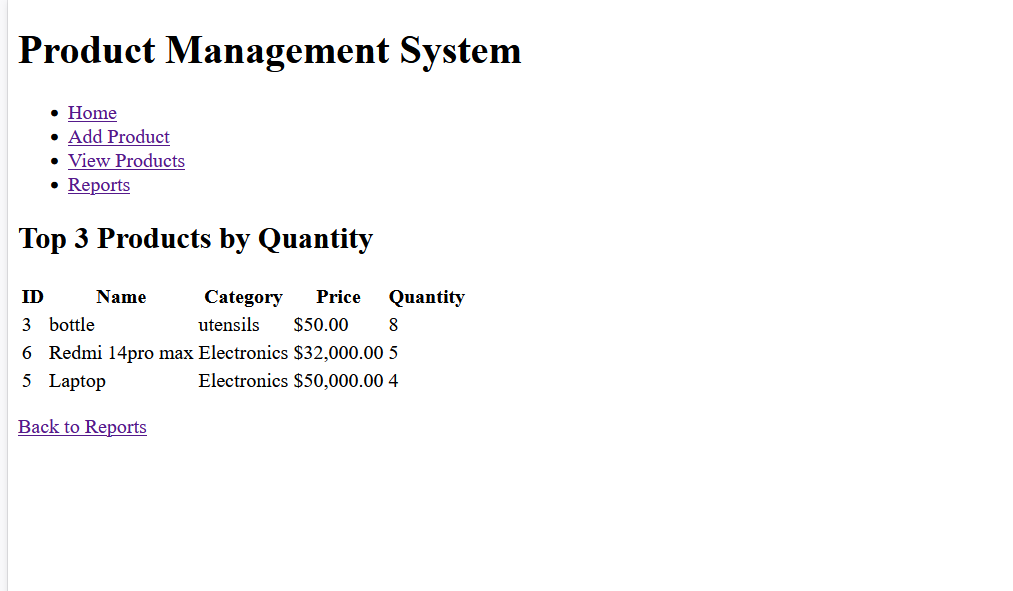 Product Management System
Home
Add Product
View Products
Reports
Top 3 Products by Quantity
ID Name Category Price Quantity
3 bottle utensils $50.00 8
6 Redmi 14pro max Electronics $32,000.00 5
5 Laptop Electronics $50,000.00 4
Back to Reports